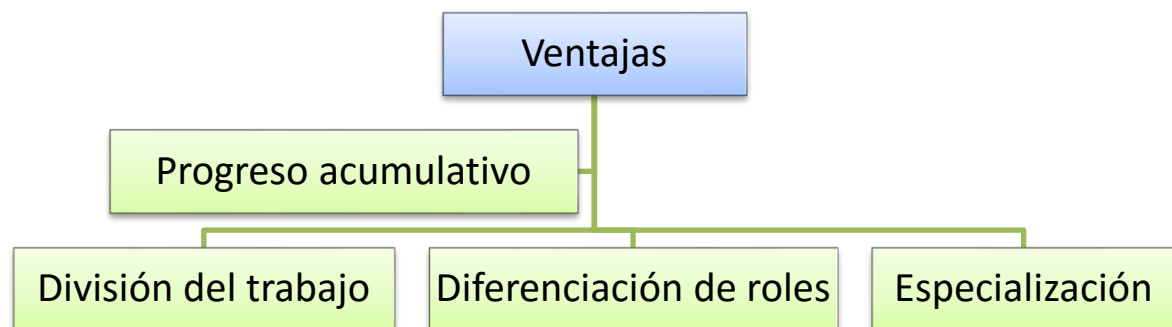 Ventajas
Progreso acumulativo
División del trabajo
Diferenciación de roles
Especialización